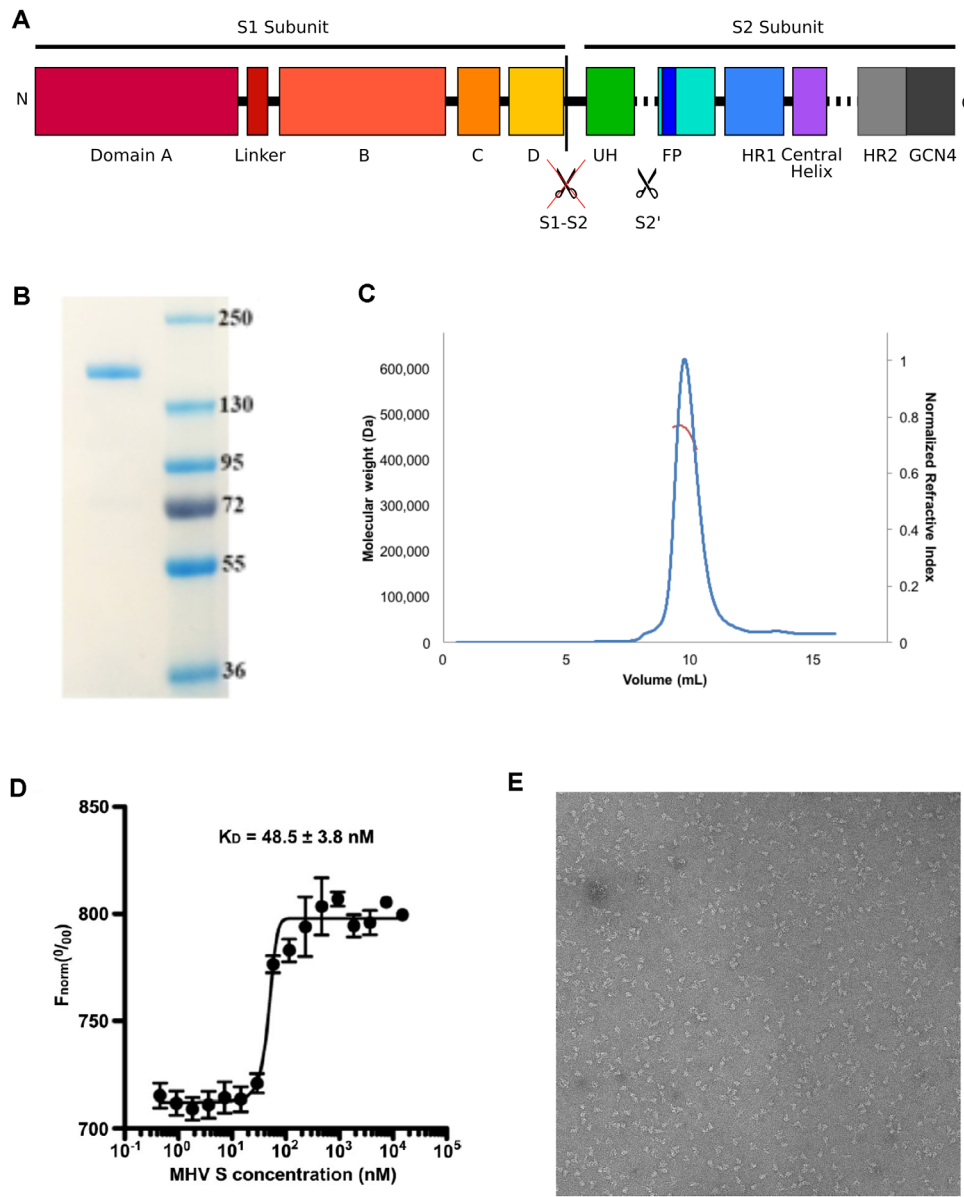 A
S1 Subunit
S2 Subunit
N
Domain A
Linker
B
C
D
UH
FP
HR1
Central
Helix
HR2
GCN4
S1-S2
S2'
B
250
130
95
72
55
36
C
Molecular weight (Da)
600,000
500,000
400,000
300,000
200,000
100,000
0
0
5
10
15
Volume (mL)
1
0.8
0.6
0.4
0.2
0
Normalized Refractive Index
D
KD = 48.5 ± 3.8 nM
Fnorm(0/00)
850
800
750
700
10-1
100
101
102
103
104
105
MHV S concentration (nM)
E